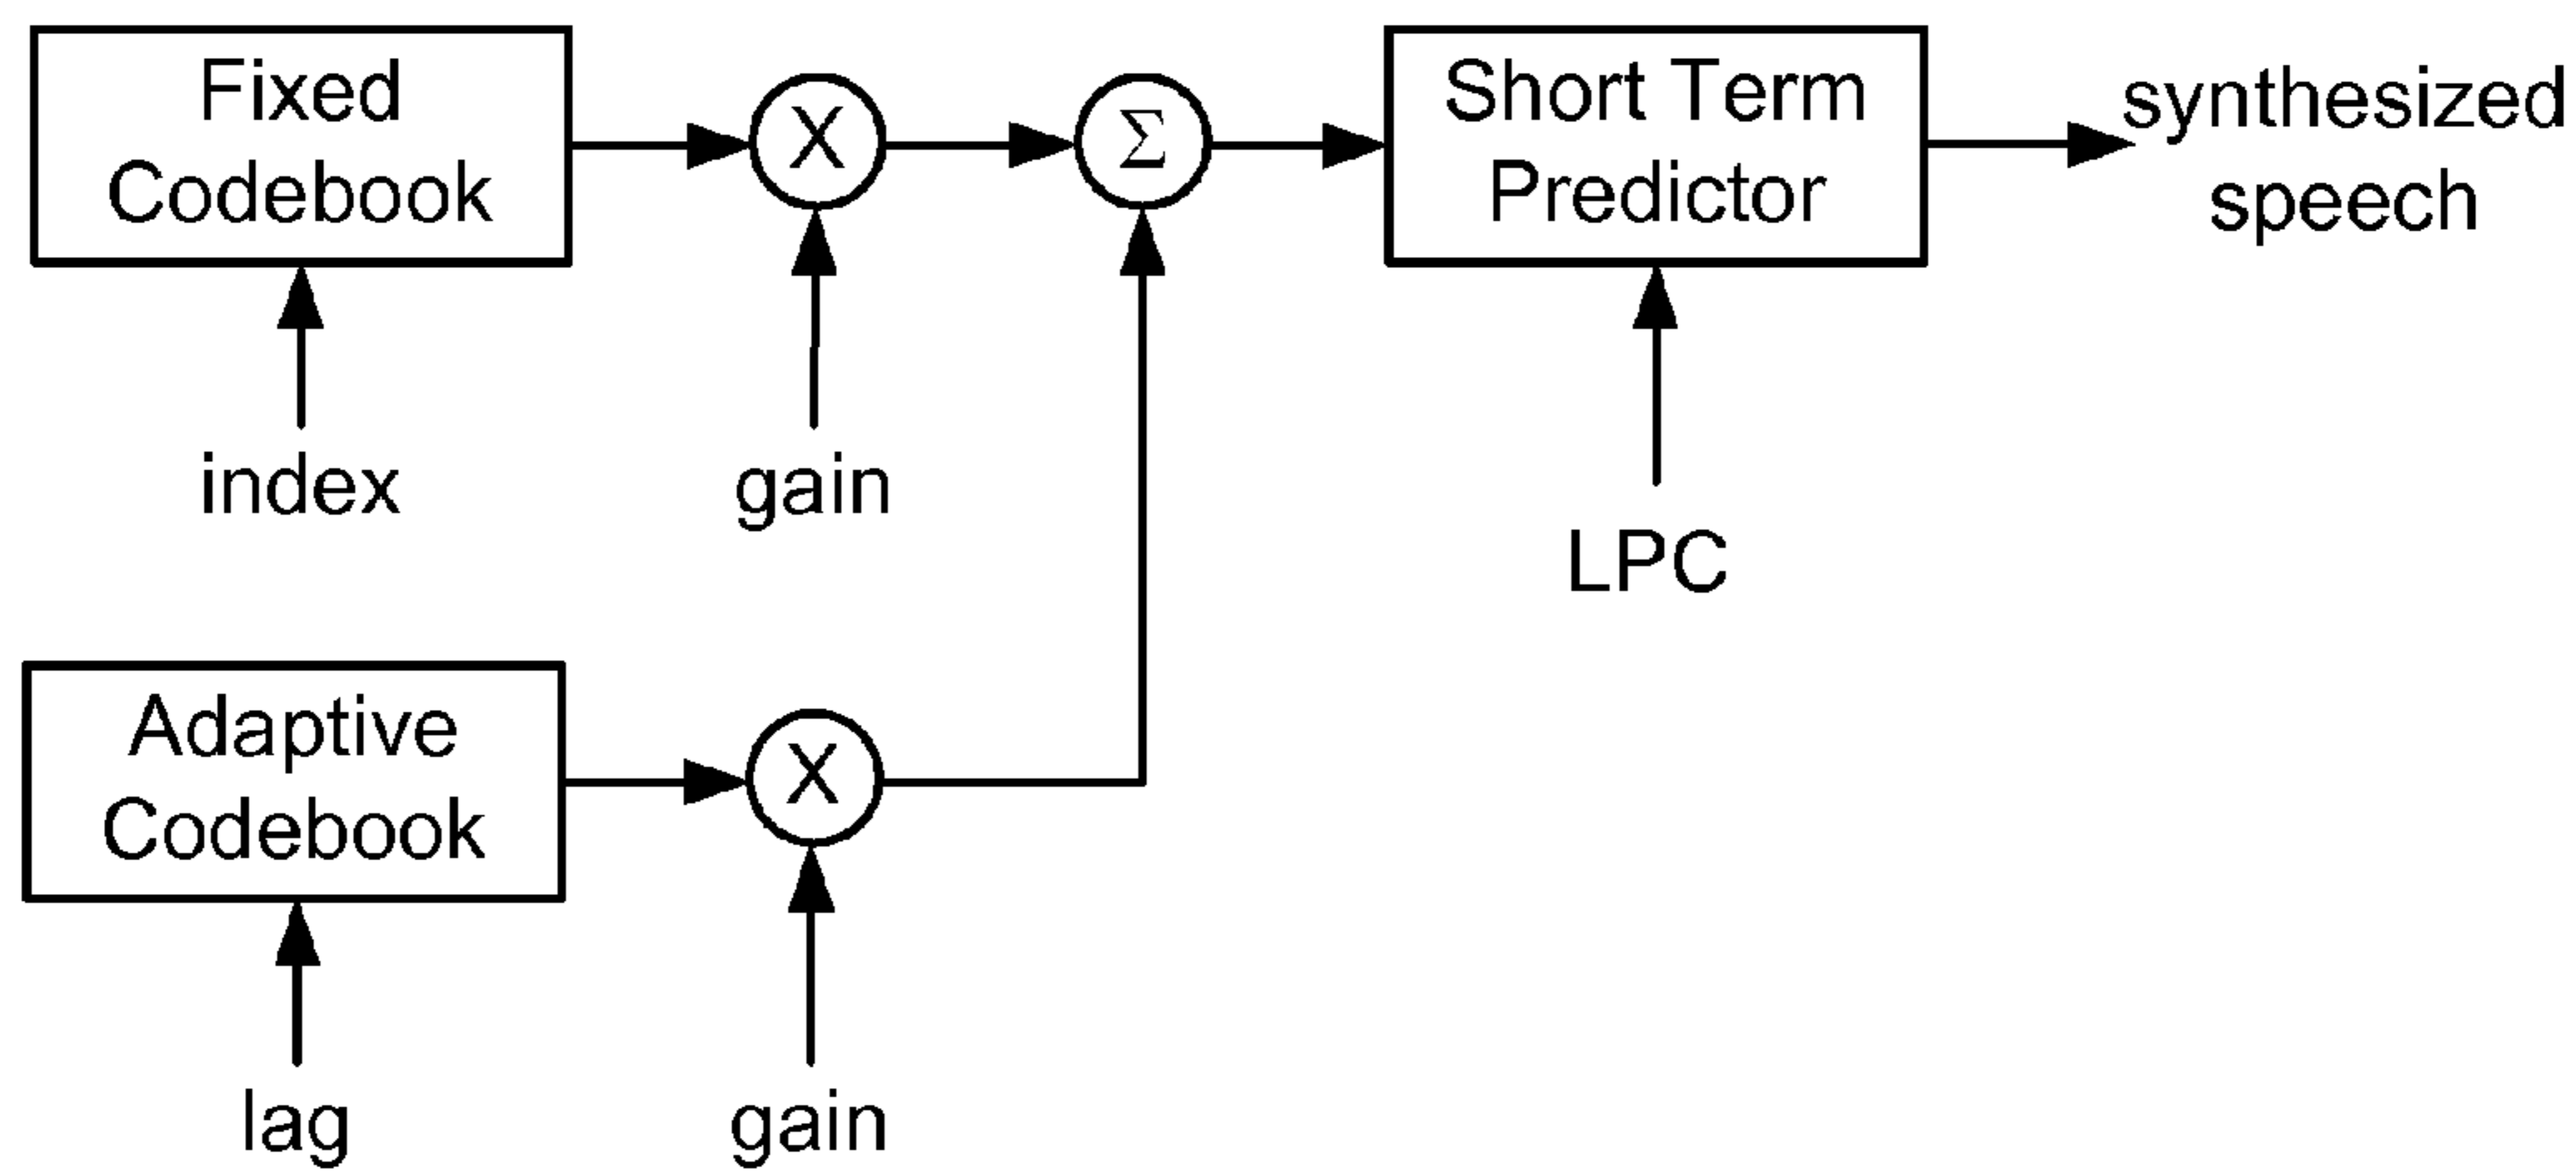 Fixed
Codebook
X
Σ
Short Term
Predictor
synthesized
speech
index
gain
LPC
Adaptive
Codebook
X
lag
gain